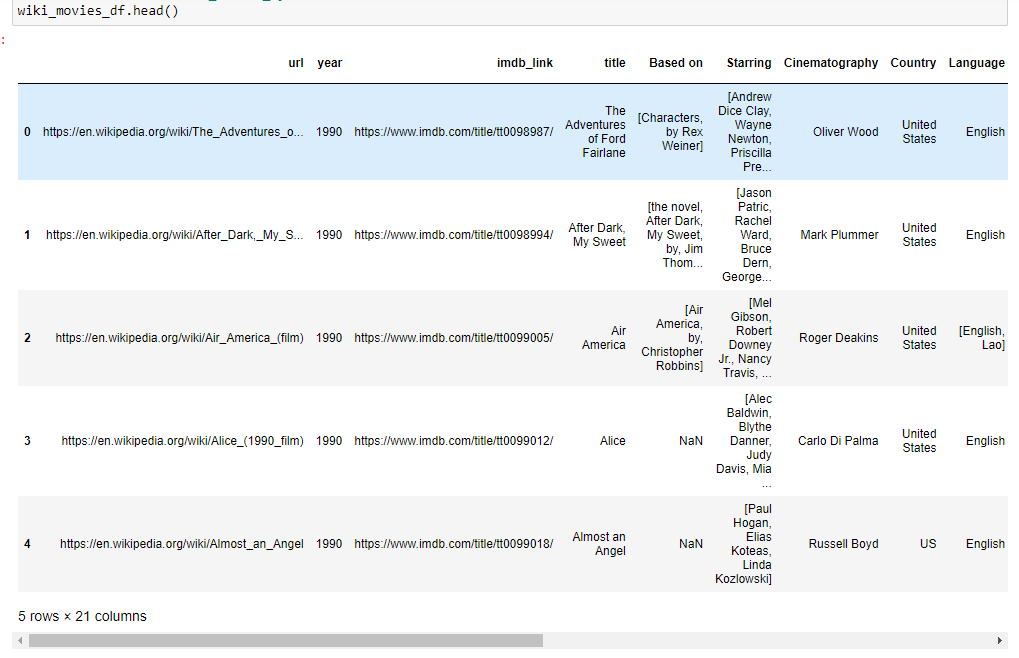 wiki_movies_df.head()
:
url year imdb_link title Based on Starring Cinematography Country Language
0 https://en.wikipedia.org/wiki/The_Adventures_o... 1990 https://www.imdb.com/title/tt0098987/ The Adventures of Ford Fairlane [Characters, by Rex Weiner] [Andrew Dice Clay, Wayne Newton, Priscilla Pre... Oliver Wood United States English
1 https://en.wikipedia.org/wiki/After_Dark,_My_S... 1990 https://www.imdb.com/title/tt0098994/ After Dark, My Sweet [the novel, After Dark, My Sweet, by, Jim Thom... [Jason Patric, Rachel Ward, Bruce Dern, George... Mark Plummer United States English
2 https://en.wikipedia.org/wiki/Air_America_(film) 1990 https://www.imdb.com/title/tt0099005/ Air America [Air America, by, Christopher Robbins] [Mel Gibson, Robert Downey Jr., Nancy Travis, ... Roger Deakins United States [English, Lao]
3 https://en.wikipedia.org/wiki/Alice_(1990_film) 1990 https://www.imdb.com/title/tt0099012/ Alice NaN [Alec Baldwin, Blythe Danner, Judy Davis, Mia ... Carlo Di Palma United States English
4 https://en.wikipedia.org/wiki/Almost_an_Angel 1990 https://www.imdb.com/title/tt0099018/ Almost an Angel NaN [Paul Hogan, Elias Koteas, Linda Kozlowski] Russell Boyd US English
5 rows × 21 columns